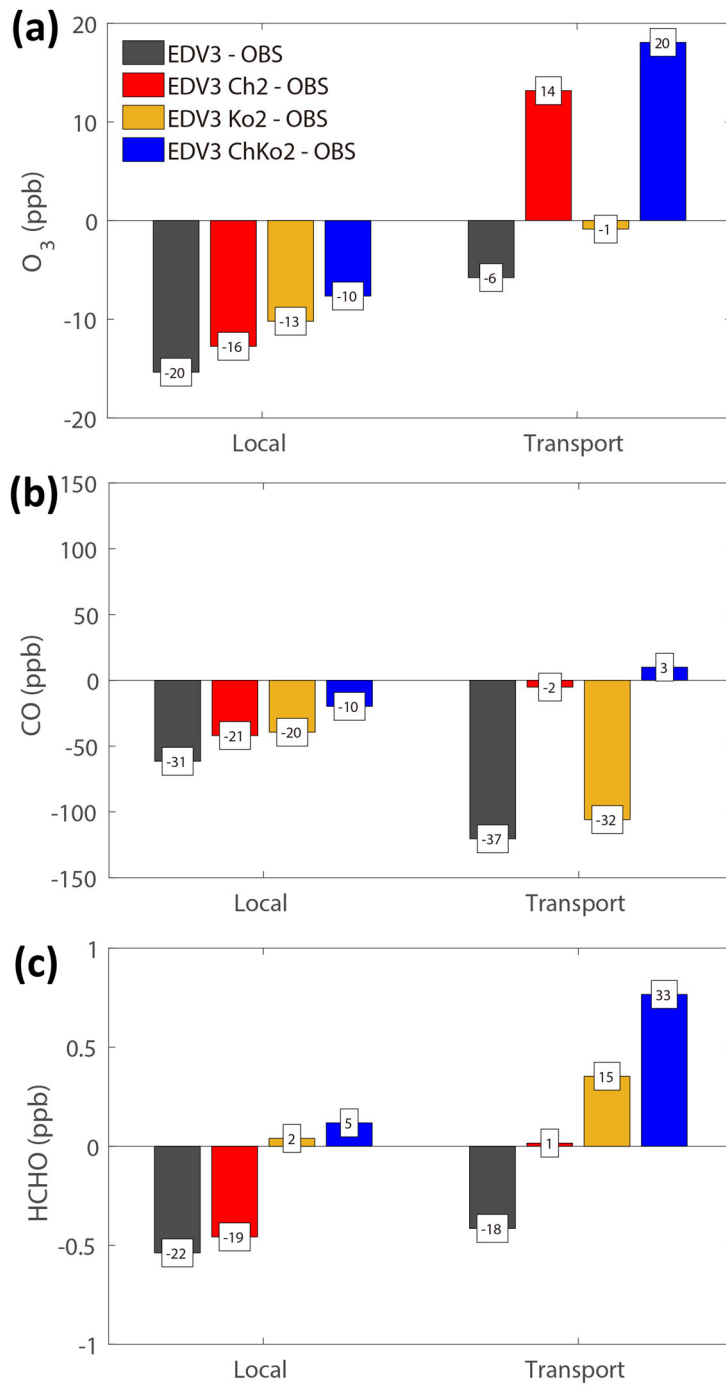 (a)
20
10
0
-10
-20
O3 (ppb)
EDV3 - OBS
EDV3 Ch2 - OBS
EDV3 Ko2 - OBS
EDV3 ChKo2 - OBS
-20
-16
-13
-10
-6
14
-1
20
Local
Transport
(b)
150
100
50
0
-50
-100
-150
CO (ppb)
-31
-21
-20
-10
-37
-2
-32
3
Local
Transport
(c)
1
0.5
0
-0.5
-1
HCHO (ppb)
-22
-19
2
5
-18
1
15
33
Local
Transport